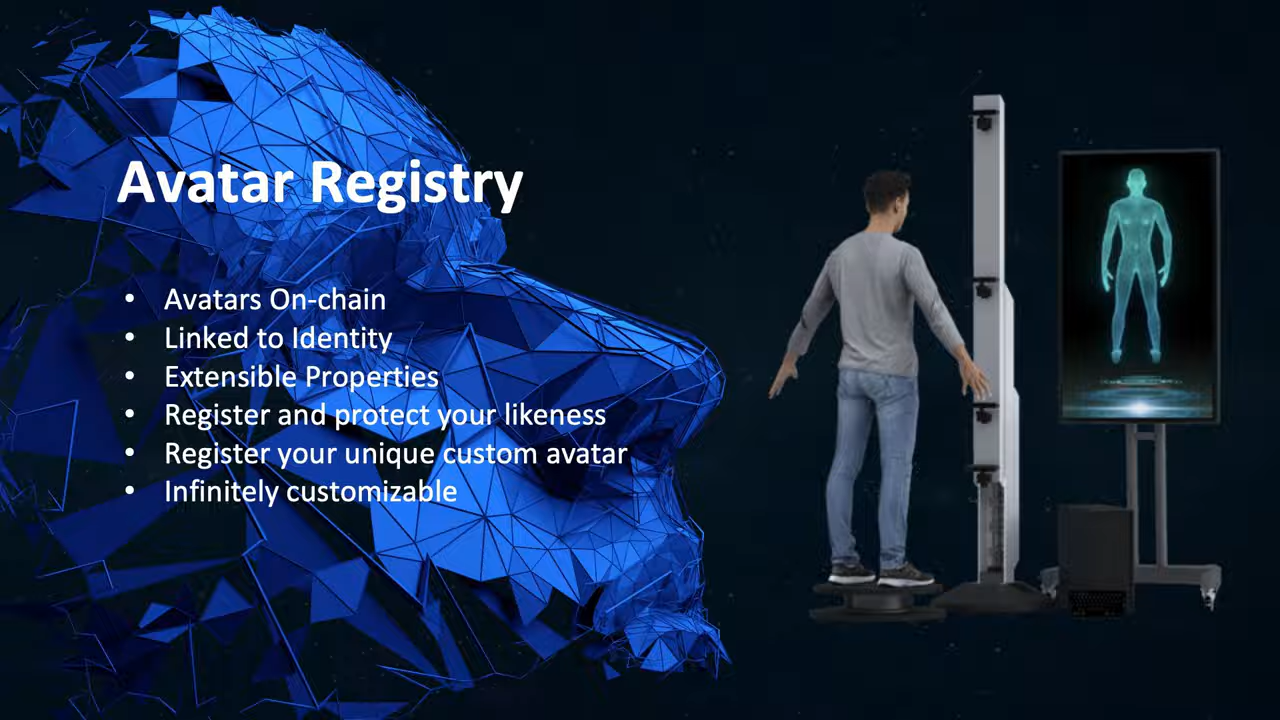 Avatar Registry
• Avatars On-chain
• Linked to Identity
• Extensible Properties
• Register and protect your likeness
• Register your unique custom avatar
• Infinitely customizable